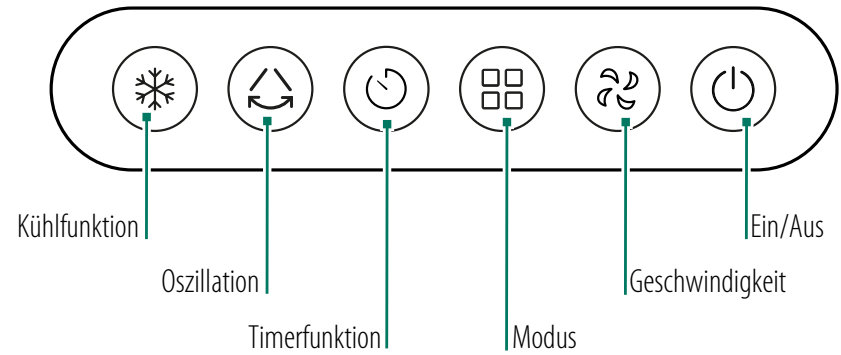 Kühlfunktion
Oszillation
Timerfunktion
Modus
Geschwindigkeit
Ein/Aus